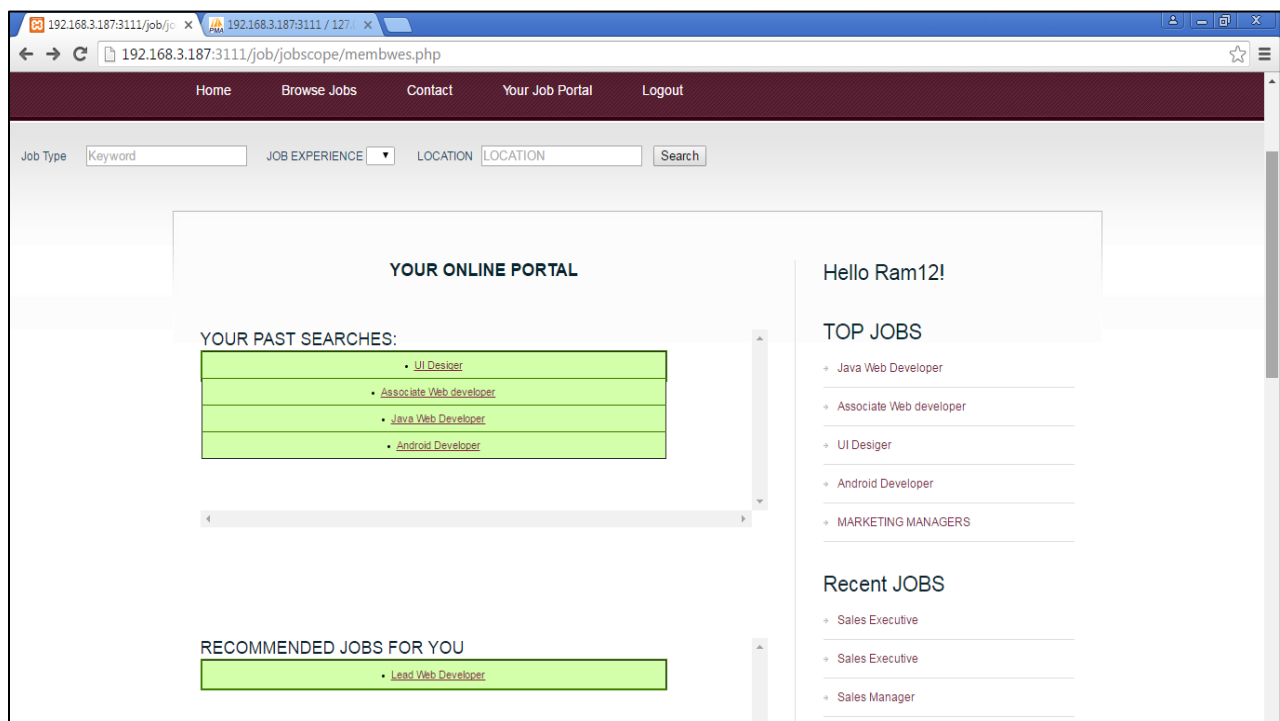 192.168.3.187:3111/job/jo
192.168.3.187:3111 / 127.
192.168.3.187:3111/job/jobscope/membwes.php
Home Browse Jobs Contact Your Job Portal Logout
Job Type Keyword JOB EXPERIENCE LOCATION LOCATION Search
YOUR ONLINE PORTAL
YOUR PAST SEARCHES:
UI Desiger
Associate Web developer
Java Web Developer
Android Developer
RECOMMENDED JOBS FOR YOU
Lead Web Developer
Hello Ram12!
TOP JOBS
Java Web Developer
Associate Web developer
UI Desiger
Android Developer
MARKETING MANAGERS
Recent JOBS
Sales Executive
Sales Executive
Sales Manager